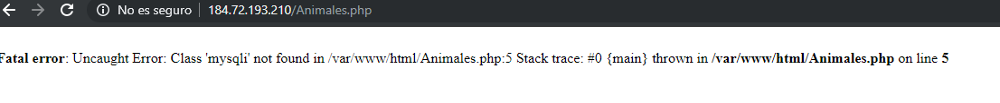 No es seguro | 184.72.193.210/Animales.php
Fatal error: Uncaught Error: Class 'mysqli' not found in /var/www/html/Animales.php:5 Stack trace: #0 {main} thrown in /var/www/html/Animales.php on line 5